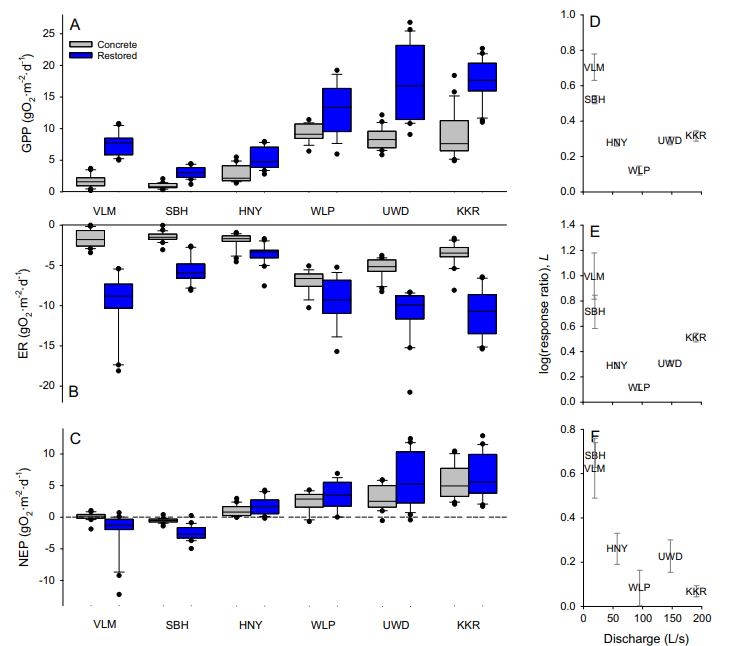 A
D
Concrete
Restored
GPP (gO2·m-2·d-1)
25
20
15
10
5
0
VLM SBH HNY WLP UWD KKR
1.0
0.8
0.6
0.4
0.2
0.0
VLM
SBH
HNY
WLP
UWD
KKR
B
E
ER (gO2·m-2·d-1)
0
-5
-10
-15
-20
log(response ratio), L
1.4
1.2
1.0
0.8
0.6
0.4
0.2
0.0
VLM
SBH
HNY
WLP
UWD
KKR
C
F
NEP (gO2·m-2·d-1)
10
5
0
-5
-10
VLM SBH HNY WLP UWD KKR
0.8
0.6
0.4
0.2
0.0
SBH
VLM
HNY
WLP
UWD
KKR
0 50 100 150 200
Discharge (L/s)